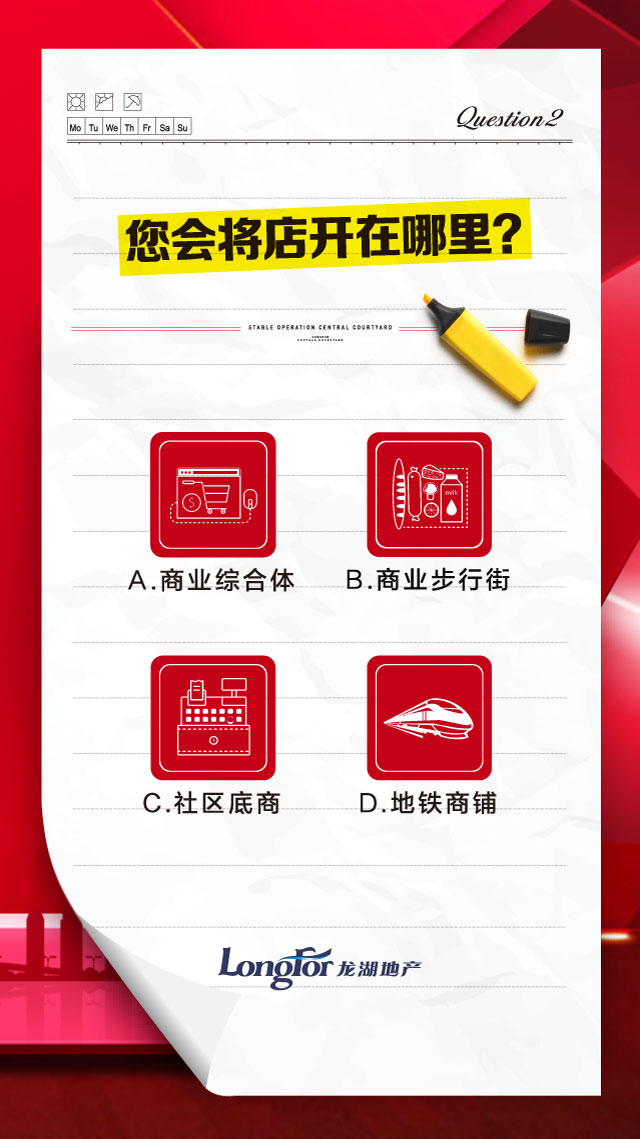 Mo Tu We Th Fr Sa Su
Question 2
您会将店开在哪里?
STABLE OPERATION CENTRAL COURTYARD
milk
$
A.商业综合体
B.商业步行街
C.社区底商
D.地铁商铺
Longfor 龙湖地产